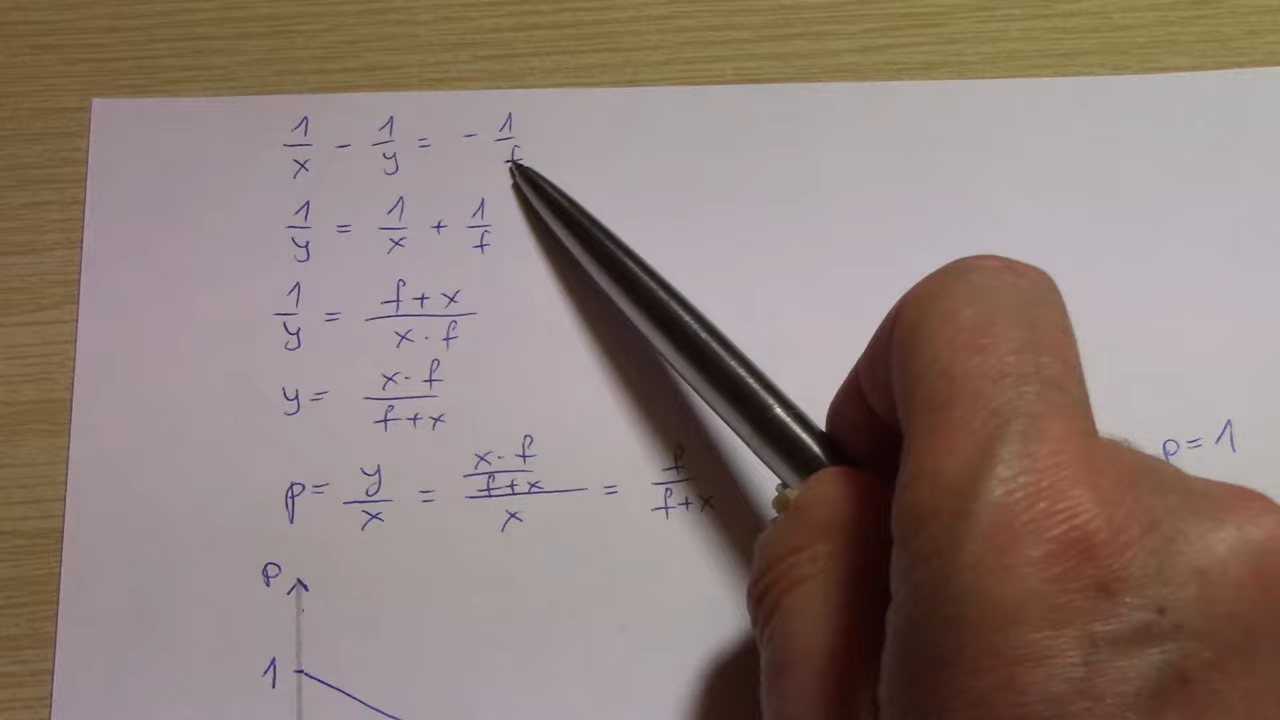 1/x - 1/y = - 1/f
1/y = 1/x + 1/f
1/y = (f+x)/(x·f)
y = (x·f)/(f+x)
p = y/x = ((x·f)/(f+x))/x = f/(f+x)
p = 1
p
1